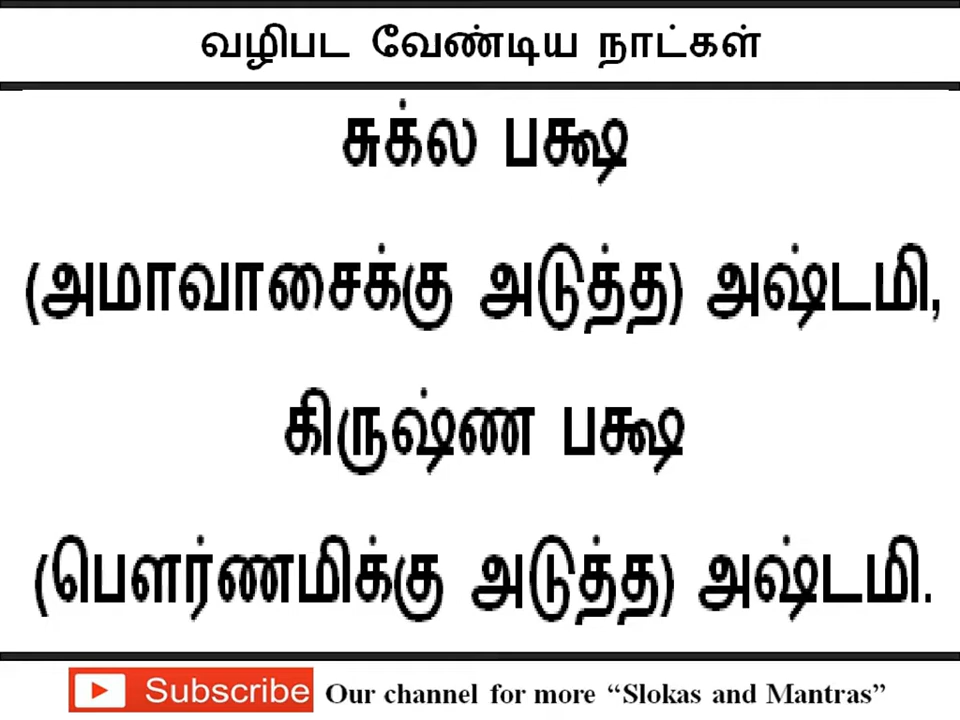 வழிபட வேண்டிய நாட்கள்
சுக்ல பக்ஷ
(அமாவாசைக்கு அடுத்த) அஷ்டமி,
கிருஷ்ண பக்ஷ
(பௌர்ணமிக்கு அடுத்த) அஷ்டமி.
Subscribe Our channel for more “Slokas and Mantras”